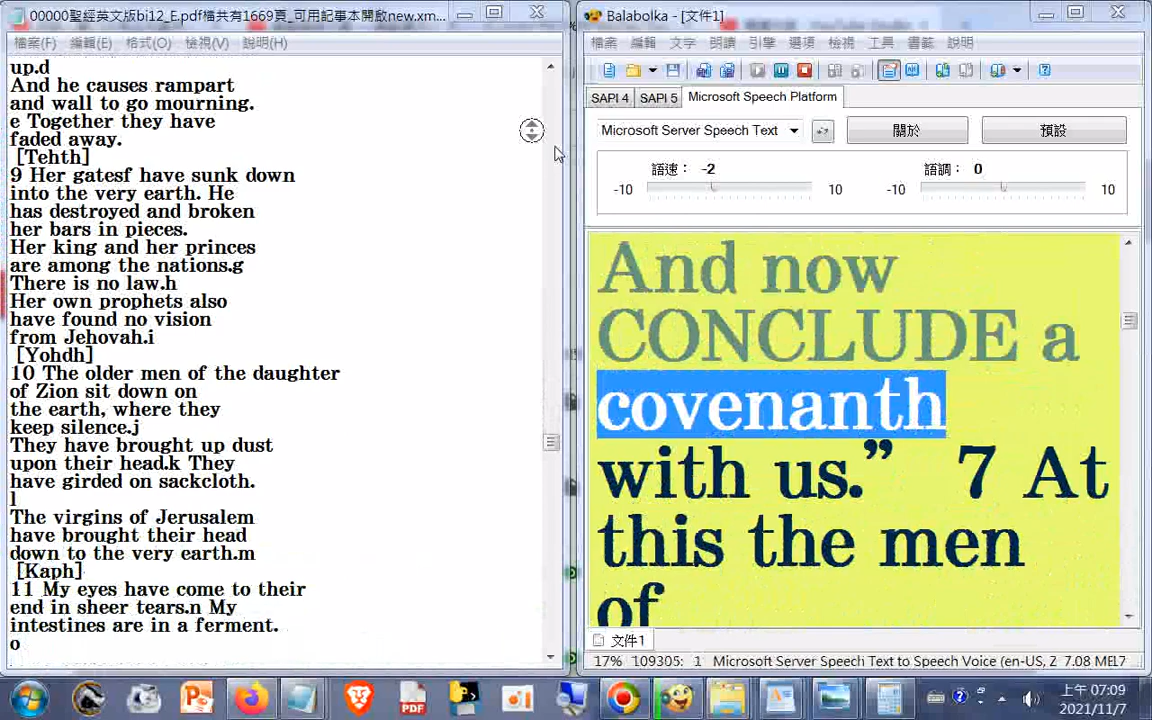 00000聖經英文版bi12_E.pdf檔共有1669頁_可用記事本開啟new.xm...
檔案(F) 編輯(E) 格式(O) 檢視(V) 說明(H)
up.d
And he causes rampart
and wall to go mourning.
e Together they have
faded away.
[Tehth]
9 Her gatesf have sunk down
into the very earth. He
has destroyed and broken
her bars in pieces.
Her king and her princes
are among the nations.g
There is no law.h
Her own prophets also
have found no vision
from Jehovah.i
[Yohdh]
10 The older men of the daughter
of Zion sit down on
the earth, where they
keep silence.j
They have brought up dust
upon their head.k They
have girded on sackcloth.
l
The virgins of Jerusalem
have brought their head
down to the very earth.m
[Kaph]
11 My eyes have come to their
end in sheer tears.n My
intestines are in a ferment.
o
Balabolka - [文件1]
檔案 編輯 文字 朗讀 引擎 選項 檢視 工具 書籤 說明
SAPI 4 SAPI 5 Microsoft Speech Platform
Microsoft Server Speech Text 關於 預設
語速： -2 語調： 0
-10 10 -10 10
And now
CONCLUDE a
covenanth
with us.” 7 At
this the men
of
文件1
17% 109305: 1 Microsoft Server Speech Text to Speech Voice (en-US, Z 7.08 MEL7
PDF
上午 07:09
2021/11/7